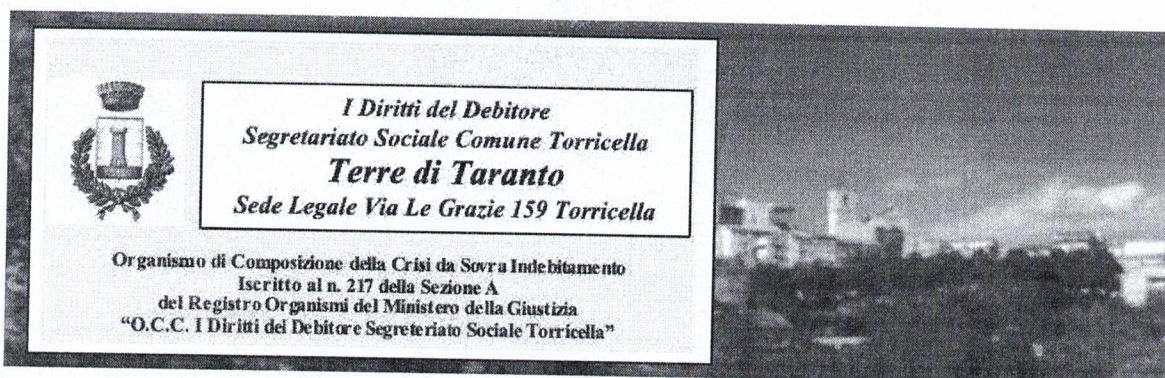 I Diritti del Debitore
Segretariato Sociale Comune Torricella
Terre di Taranto
Sede Legale Via Le Grazie 159 Torricella
Organismo di Composizione della Crisi da Sovra Indebitamento
Iscritto al n. 217 della Sezione A
del Registro Organismi del Ministero della Giustizia
“O.C.C. I Diritti del Debitore Segreteriato Sociale Torricella”